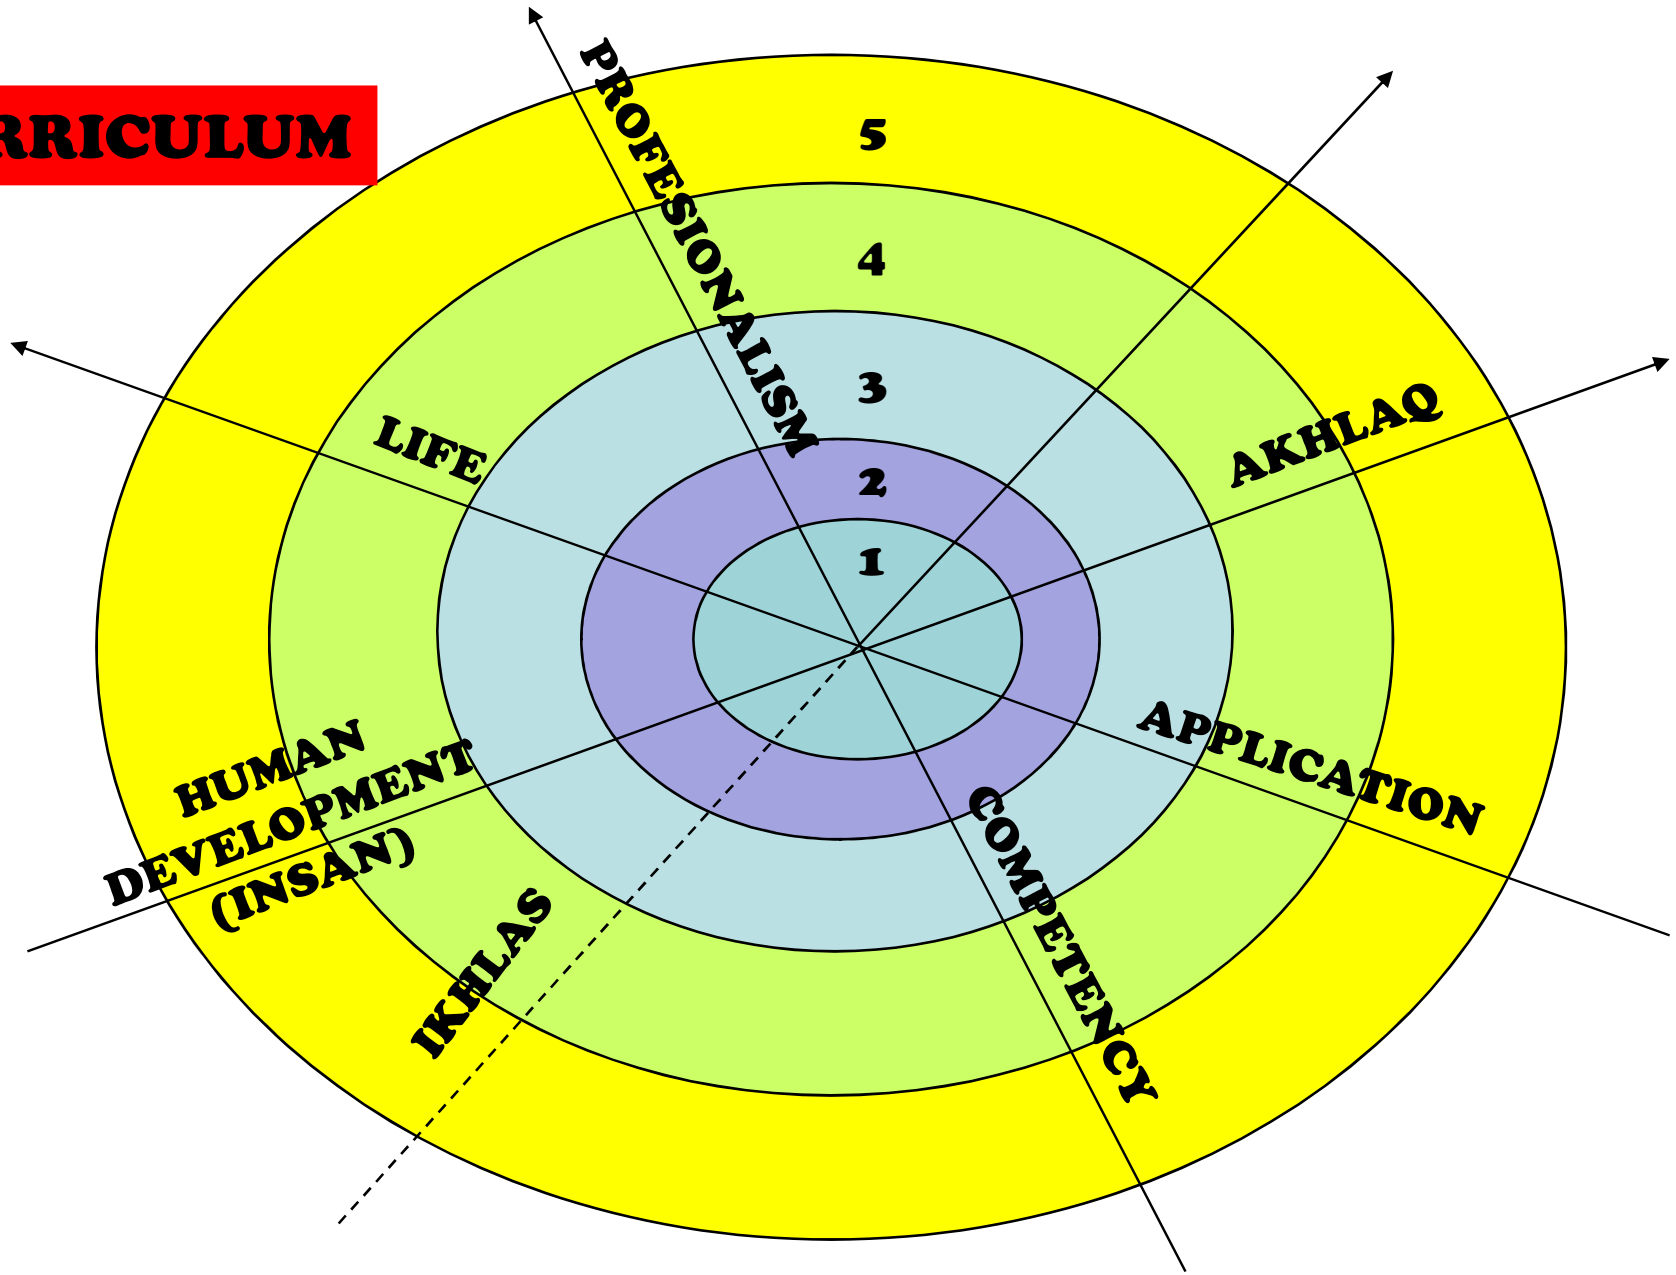 RRICULUM
PROFESIONALISM
5
4
3
2
1
LIFE
AKHLAQ
APPLICATION
HUMAN
DEVELOPMENT
(INSAN)
IKHLAS
COMPETENCY